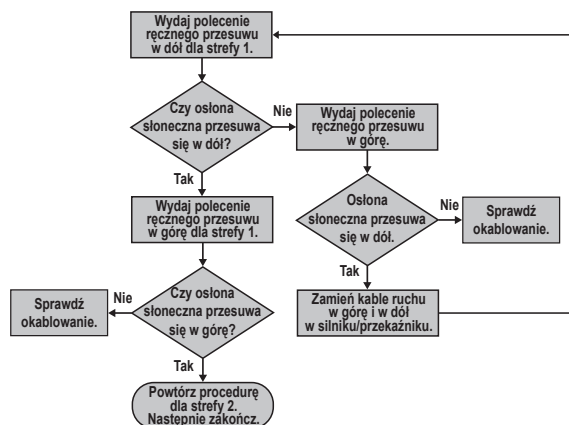 Wydaj polecenie
ręcznego przesuwu
w dół dla strefy 1.
Czy osłona
słoneczna przesuwa
się w dół?
Nie
Wydaj polecenie
ręcznego przesuwu
w górę.
Tak
Wydaj polecenie
ręcznego przesuwu
w górę dla strefy 1.
Osłona
słoneczna przesuwa
się w dół.
Nie
Sprawdź
okablowanie.
Tak
Zamień kable ruchu
w górę i w dół
w silniku/przekaźniku.
Czy osłona
słoneczna przesuwa
się w górę?
Nie
Sprawdź
okablowanie.
Tak
Powtórz procedurę
dla strefy 2.
Następnie zakończ.